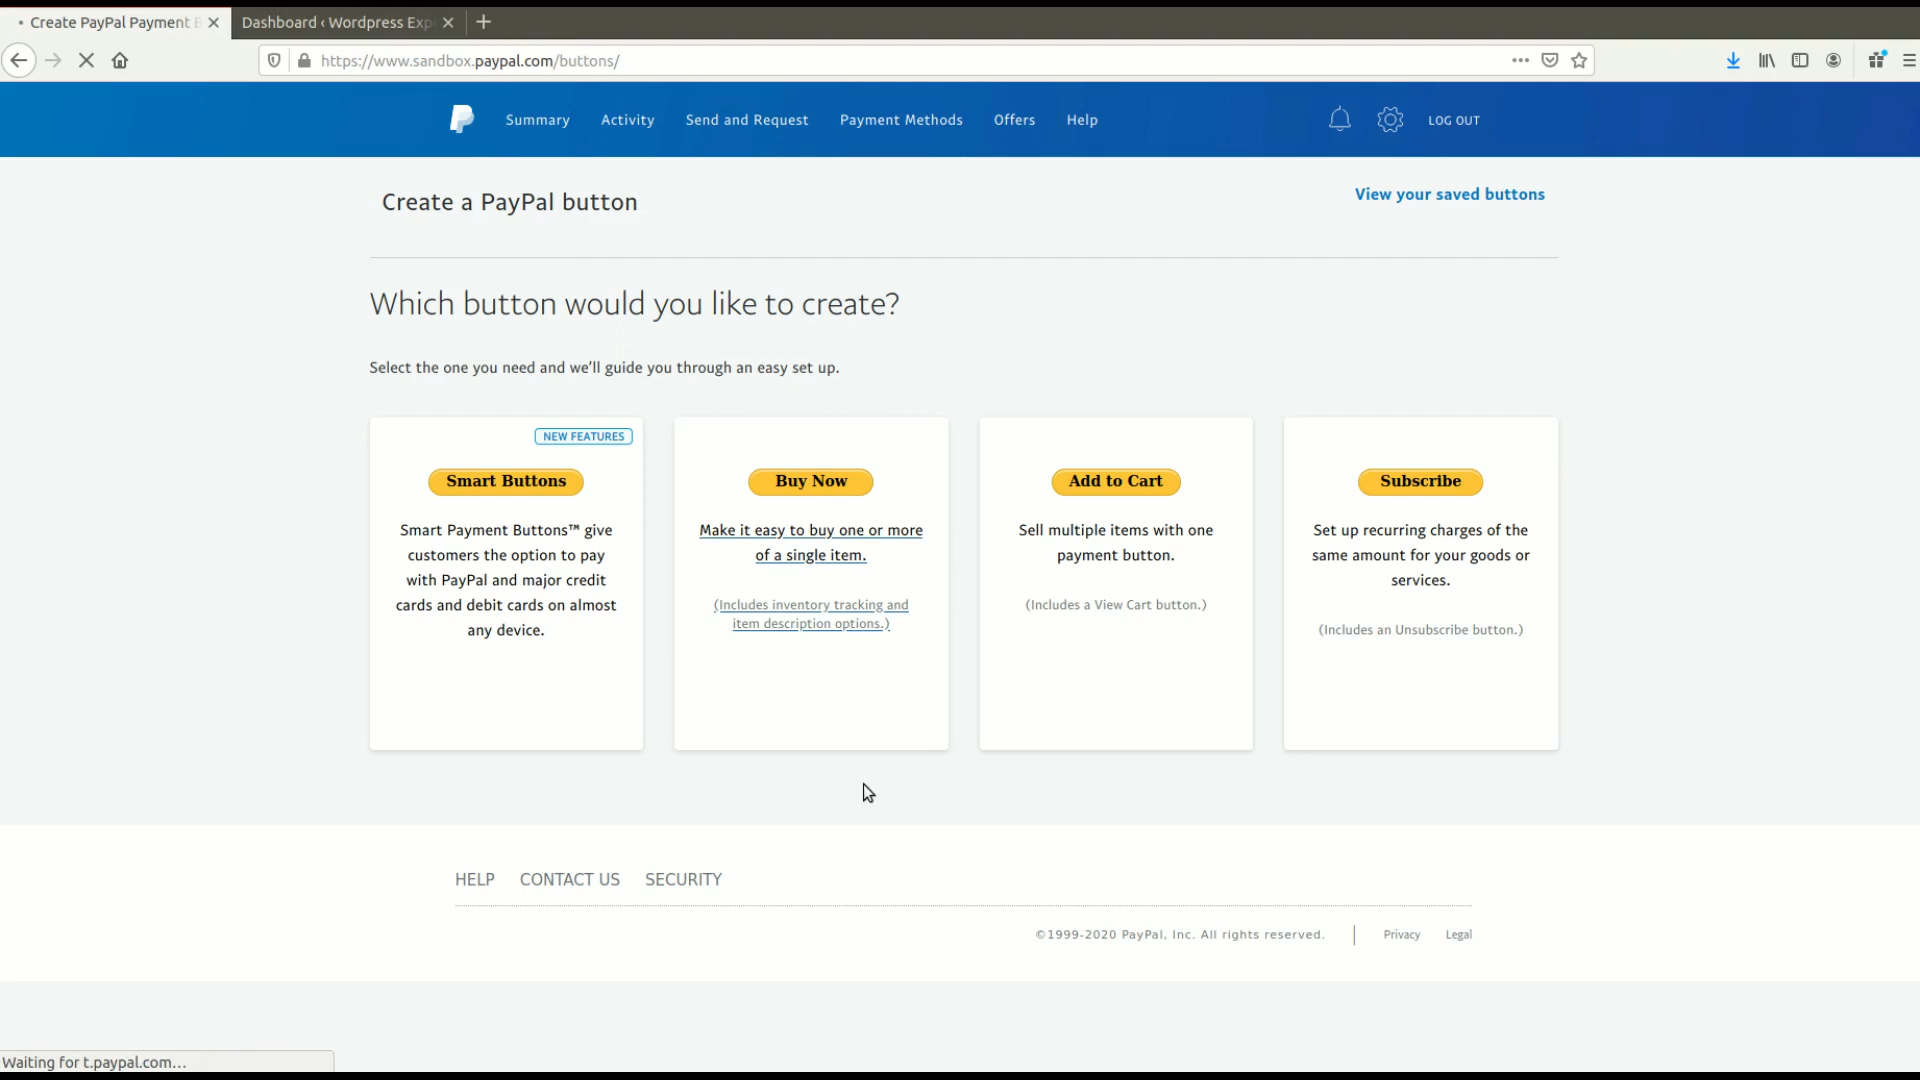 • Create PayPal Payment B
Dashboard ‹ Wordpress Exp
https://www.sandbox.paypal.com/buttons/
Summary Activity Send and Request Payment Methods Offers Help LOG OUT
Create a PayPal button
View your saved buttons
Which button would you like to create?
Select the one you need and we’ll guide you through an easy set up.
NEW FEATURES
Smart Buttons
Smart Payment Buttons™ give
customers the option to pay
with PayPal and major credit
cards and debit cards on almost
any device.
Buy Now
Make it easy to buy one or more
of a single item.
(Includes inventory tracking and
item description options.)
Add to Cart
Sell multiple items with one
payment button.
(Includes a View Cart button.)
Subscribe
Set up recurring charges of the
same amount for your goods or
services.
(Includes an Unsubscribe button.)
HELP CONTACT US SECURITY
©1999-2020 PayPal, Inc. All rights reserved. | Privacy Legal
Waiting for t.paypal.com...